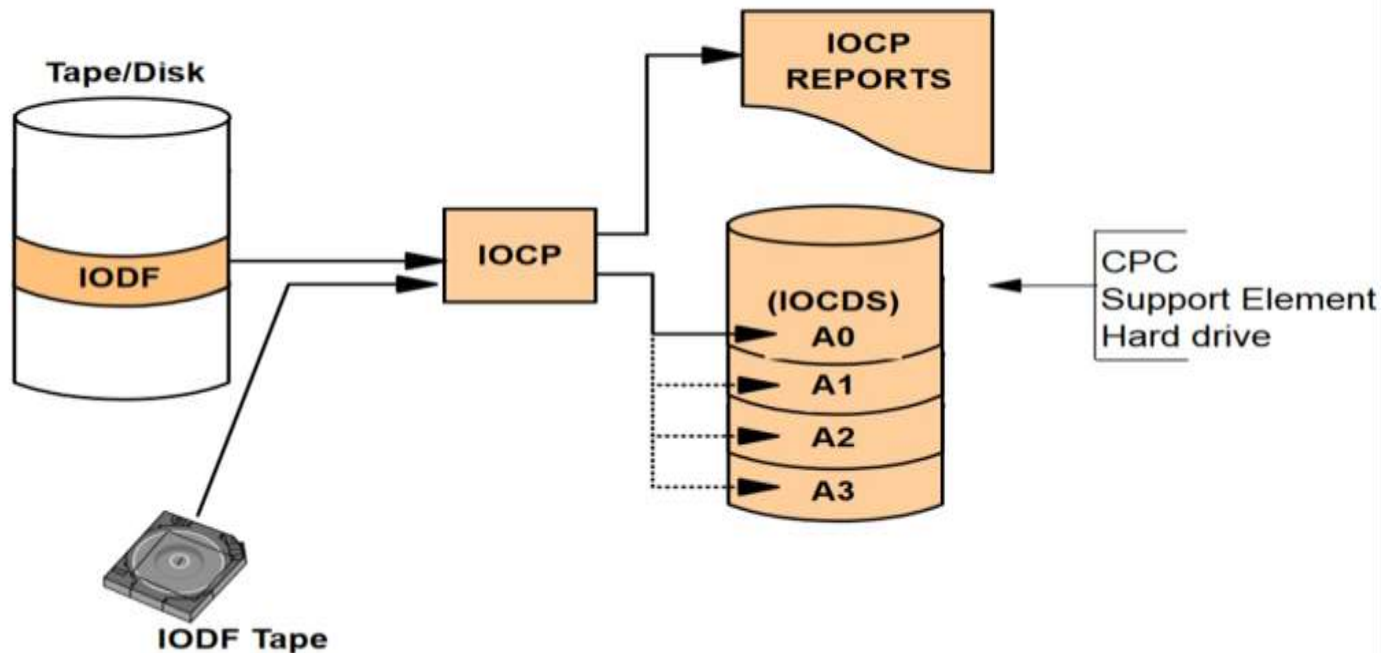 Tape/Disk
IODF
IODF Tape
IOCP
IOCP
REPORTS
(IOCDS)
A0
A1
A2
A3
CPC
Support Element
Hard drive